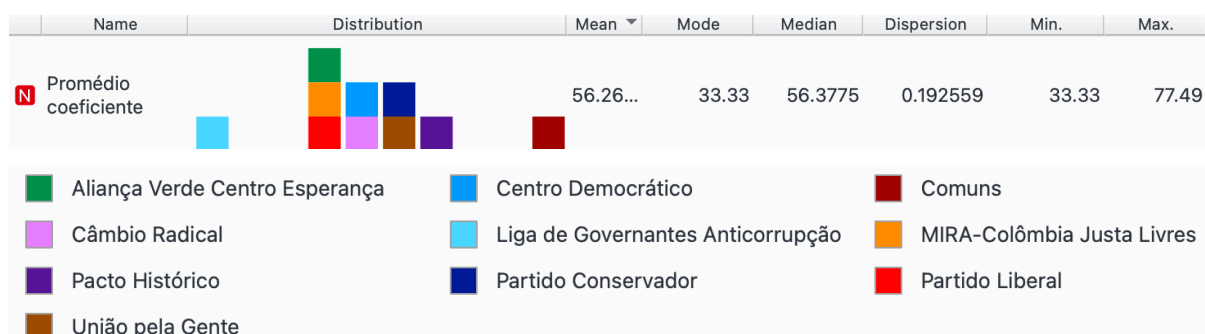 Name Distribution Mean Mode Median Dispersion Min. Max.
N Promédio
coeficiente
56.26... 33.33 56.3775 0.192559 33.33 77.49
Aliança Verde Centro Esperança Centro Democrático Comuns
Câmbio Radical Liga de Governantes Anticorrupção MIRA-Colômbia Justa Livres
Pacto Histórico Partido Conservador Partido Liberal
União pela Gente